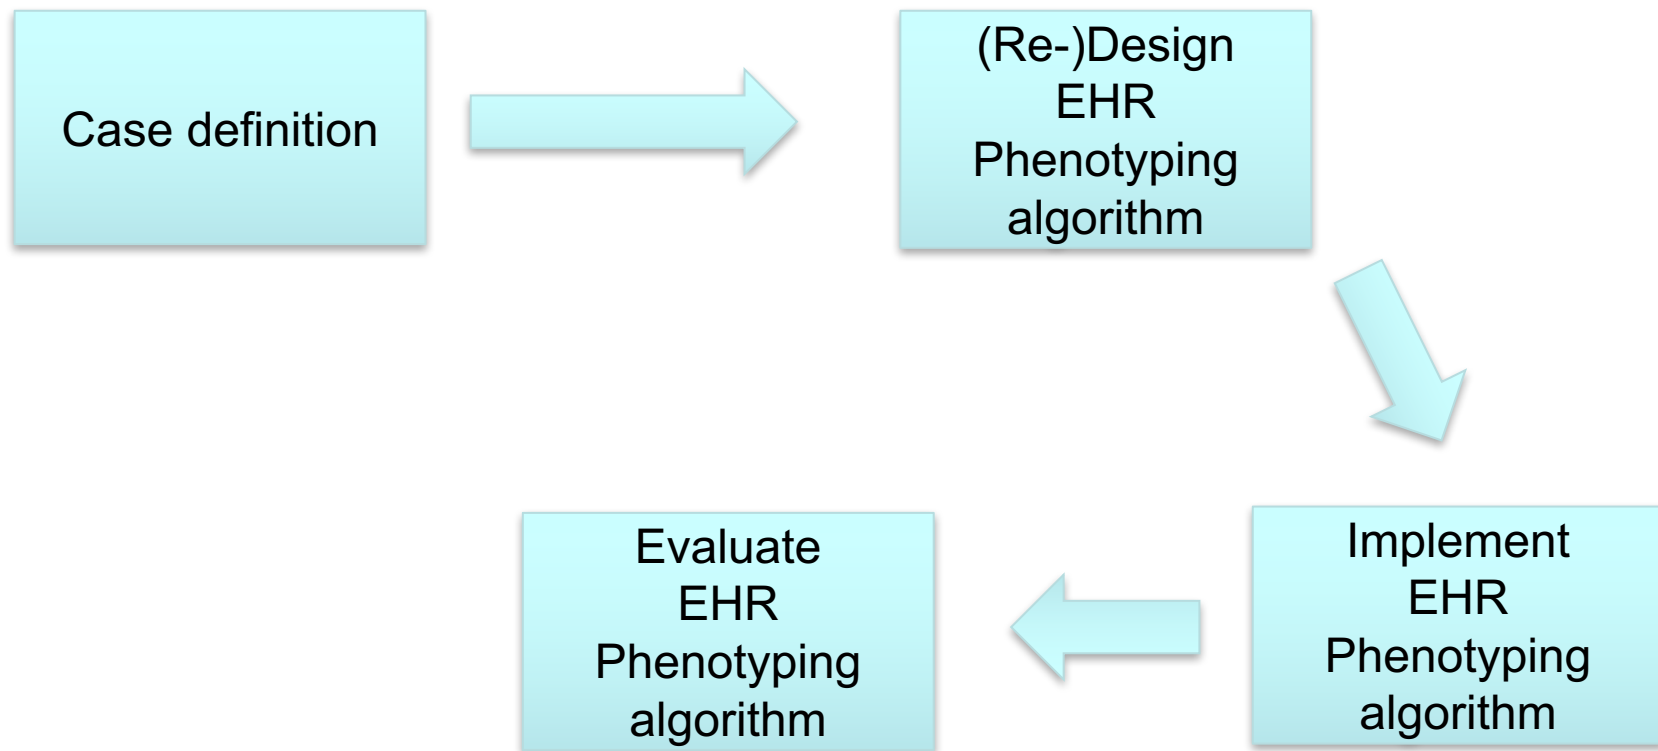 Case definition
(Re-)Design
EHR
Phenotyping
algorithm
Implement
EHR
Phenotyping
algorithm
Evaluate
EHR
Phenotyping
algorithm